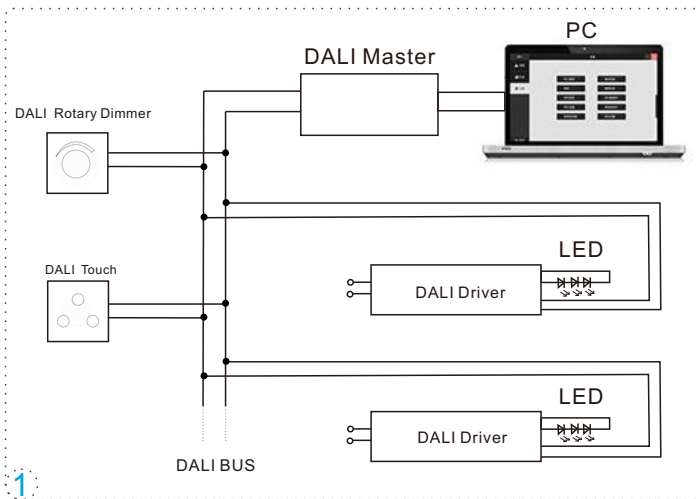 PC
DALI Master
DALI Rotary Dimmer
DALI Touch
LED
DALI Driver
LED
DALI Driver
DALI BUS
1